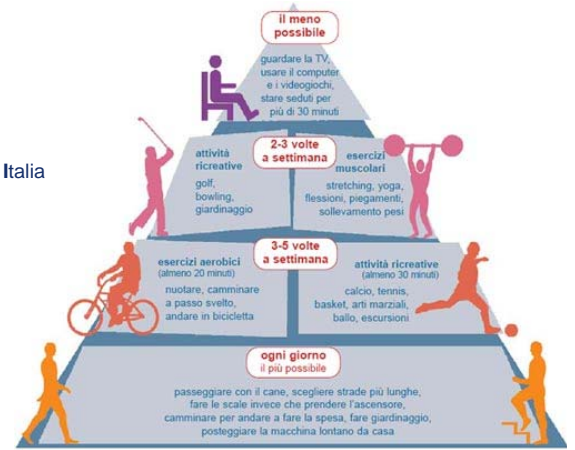 il meno
possibile
guardare la TV,
usare il computer
e i videogiochi,
stare seduti per
più di 30 minuti
Italia
2-3 volte
a settimana
attività
ricreative
golf,
bowling,
giardinaggio
esercizi
muscolari
stretching, yoga,
flessioni, piegamenti,
sollevamento pesi
3-5 volte
a settimana
esercizi aerobici
(almeno 20 minuti)
nuotare, camminare
a passo svelto,
andare in bicicletta
attività ricreative
(almeno 30 minuti)
calcio, tennis,
basket, arti marziali,
ballo, escursioni
ogni giorno
il più possibile
passeggiare con il cane, scegliere strade più lunghe,
fare le scale invece che prendere l'ascensore,
camminare per andare a fare la spesa, fare giardinaggio,
posteggiare la macchina lontano da casa